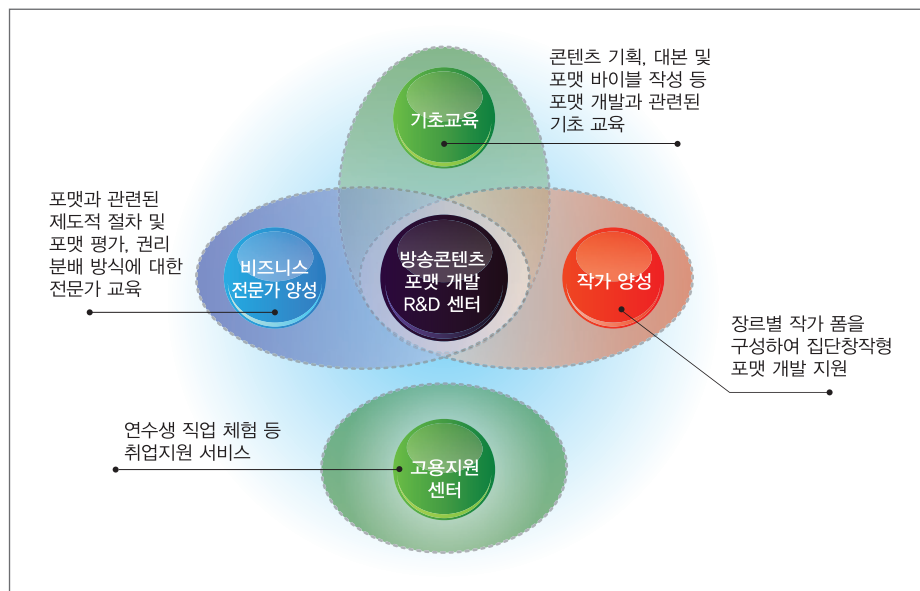 콘텐츠 기획, 대본 및
포맷 바이블 작성 등
포맷 개발과 관련된
기초 교육
기초교육
포맷과 관련된
제도적 절차 및
포맷 평가, 권리
분배 방식에 대한
전문가 교육
비즈니스
전문가 양성
방송콘텐츠
포맷 개발
R&D 센터
작가 양성
장르별 작가 폼을
구성하여 집단창작형
포맷 개발 지원
연수생 직업 체험 등
취업지원 서비스
고용지원
센터